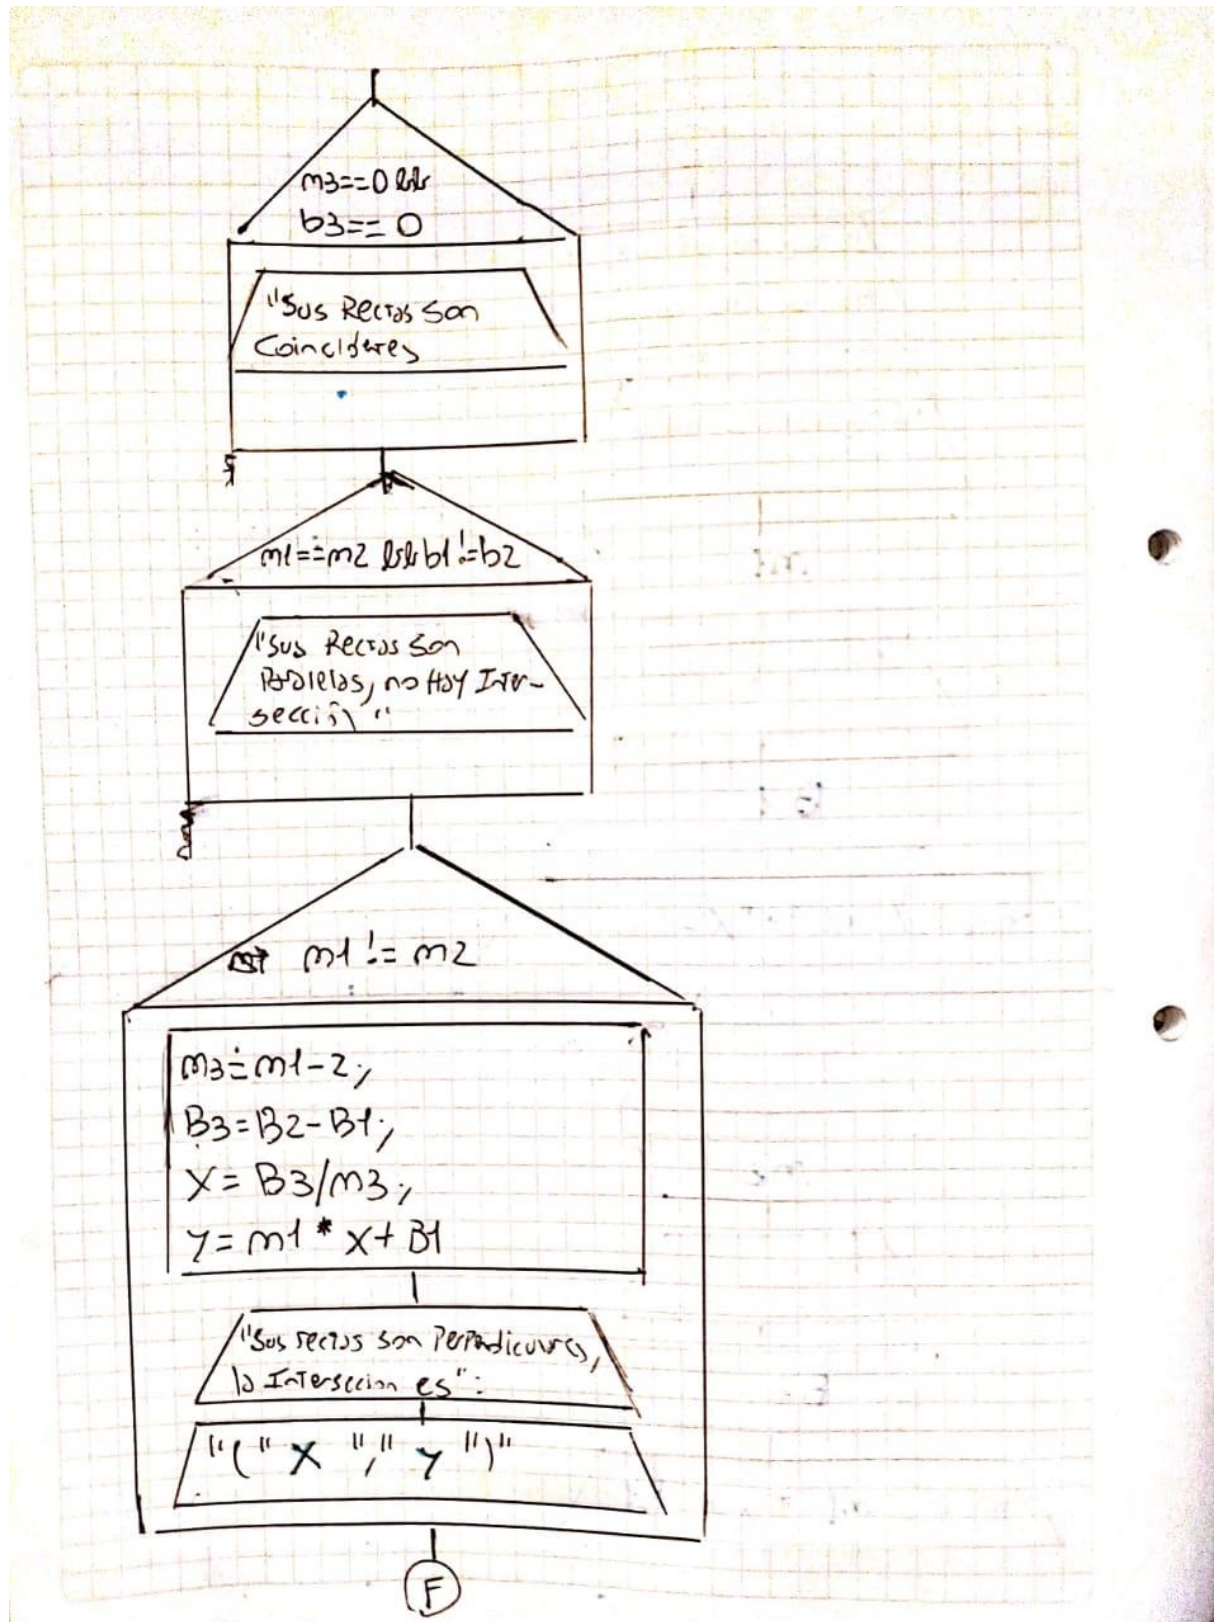 m3==0 &&
b3==0
"Sus Rectas son
Coincidentes
m1==m2 && b1!=b2
"Sus Rectas son
Paralelas, no Hay Inter-
sección"
m1 != m2
m3=m1-2;
B3=B2-B1;
X=B3/m3;
Y=m1*X+B1
"Sus rectas son Perpendiculares,
la Interseccion es":
"(" X "," Y ")"
F